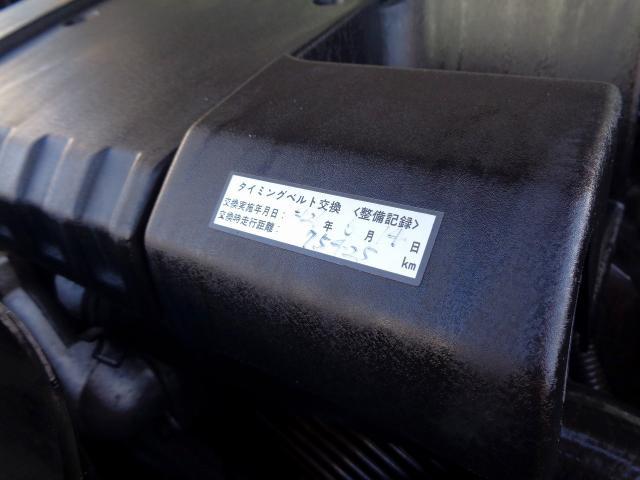 タイミングベルト交換 〈整備記録〉
交換実施年月日: 年 月 日
交換時走行距離: 75425 km